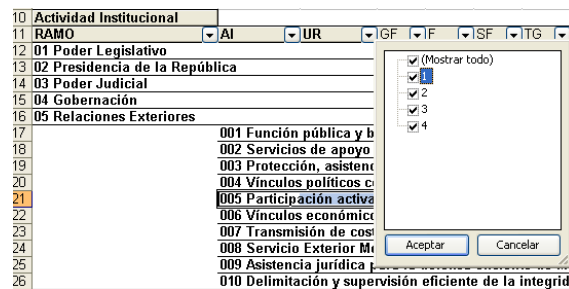 10 Actividad Institucional
11 RAMO AI UR GF F SF TG
(Mostrar todo)
1
2
3
4
12 01 Poder Legislativo
13 02 Presidencia de la República
14 03 Poder Judicial
15 04 Gobernación
16 05 Relaciones Exteriores
17 001 Función pública y b
18 002 Servicios de apoyo
19 003 Protección, asistenc
20 004 Vínculos políticos c
21 005 Participación activa
22 006 Vínculos económico
23 007 Transmisión de cost
24 008 Servicio Exterior Me
Aceptar Cancelar
25 009 Asistencia jurídica
26 010 Delimitación y supervisión eficiente de la integrid